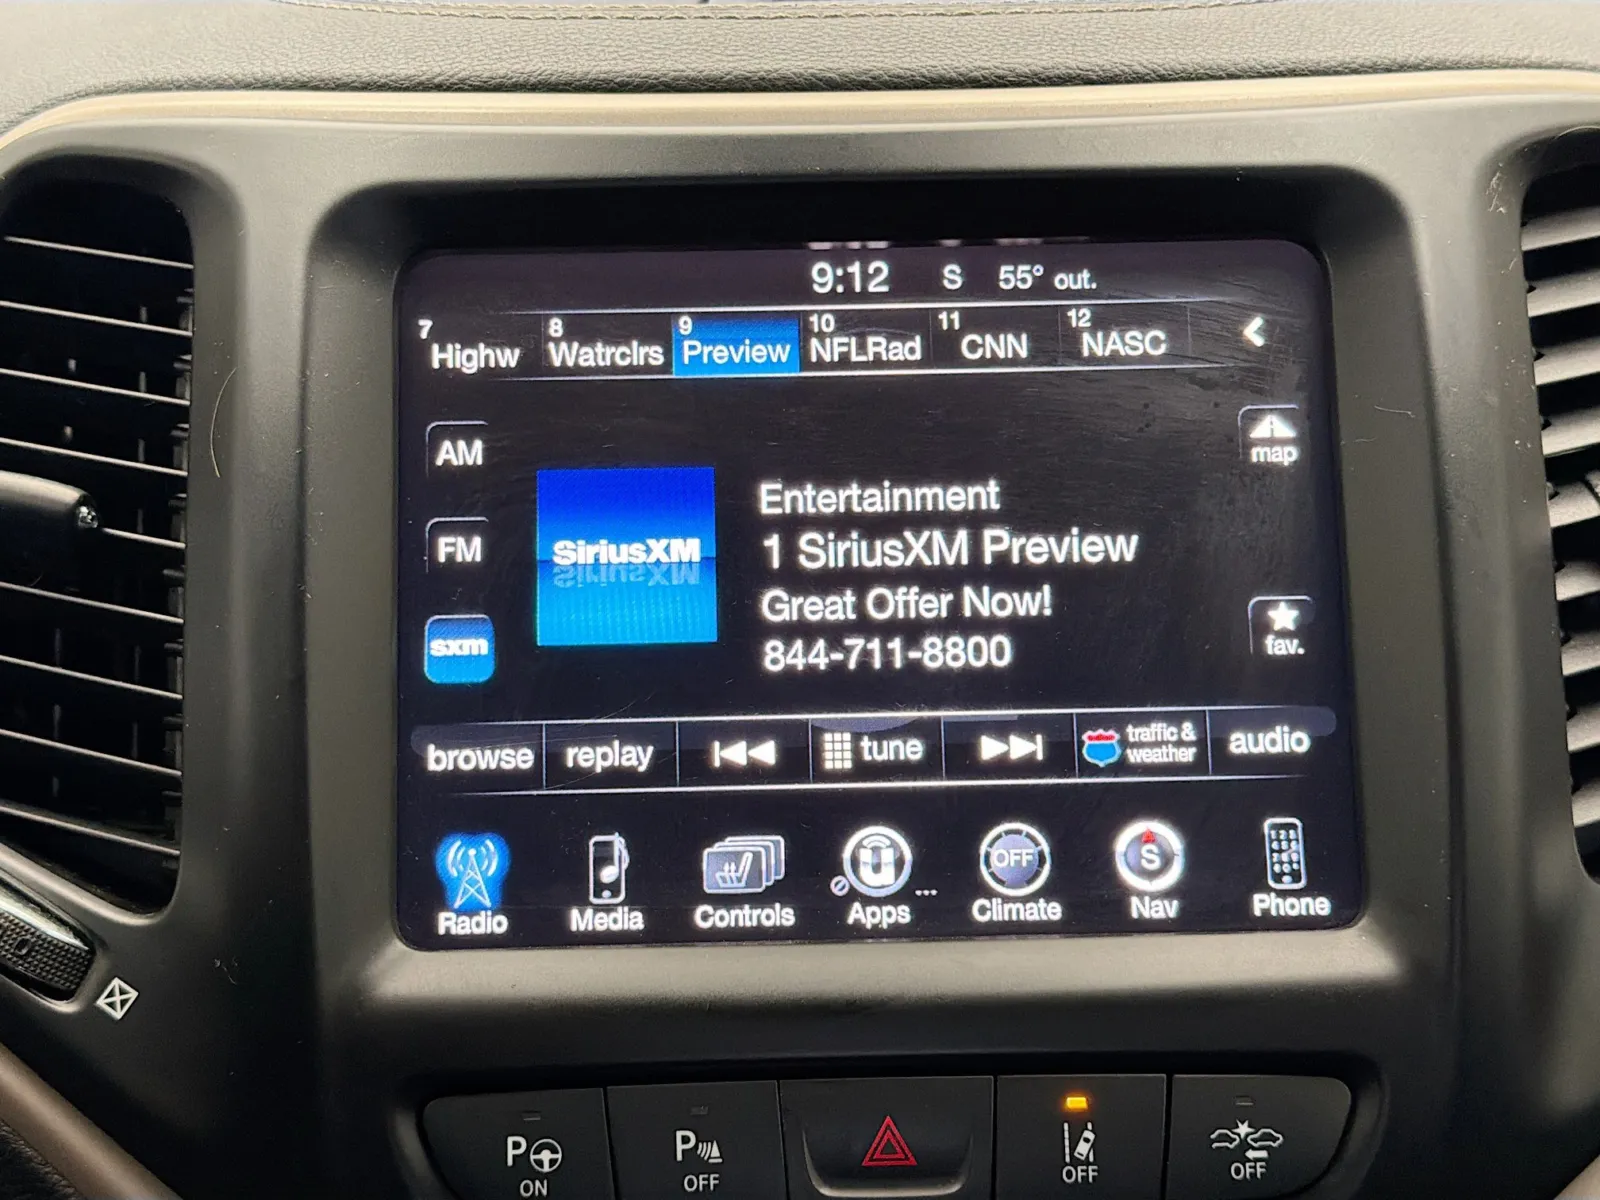 9:12 S 55° out.
7 Highw 8 Watrclrs 9 Preview 10 NFLRad 11 CNN 12 NASC
AM
map
Entertainment
SiriusXM
1 SiriusXM Preview
FM
Great Offer Now!
fav.
sxm
844-711-8800
browse replay tune traffic & weather audio
OFF S
Radio Media Controls Apps Climate Nav Phone
P ON
P OFF
OFF
OFF